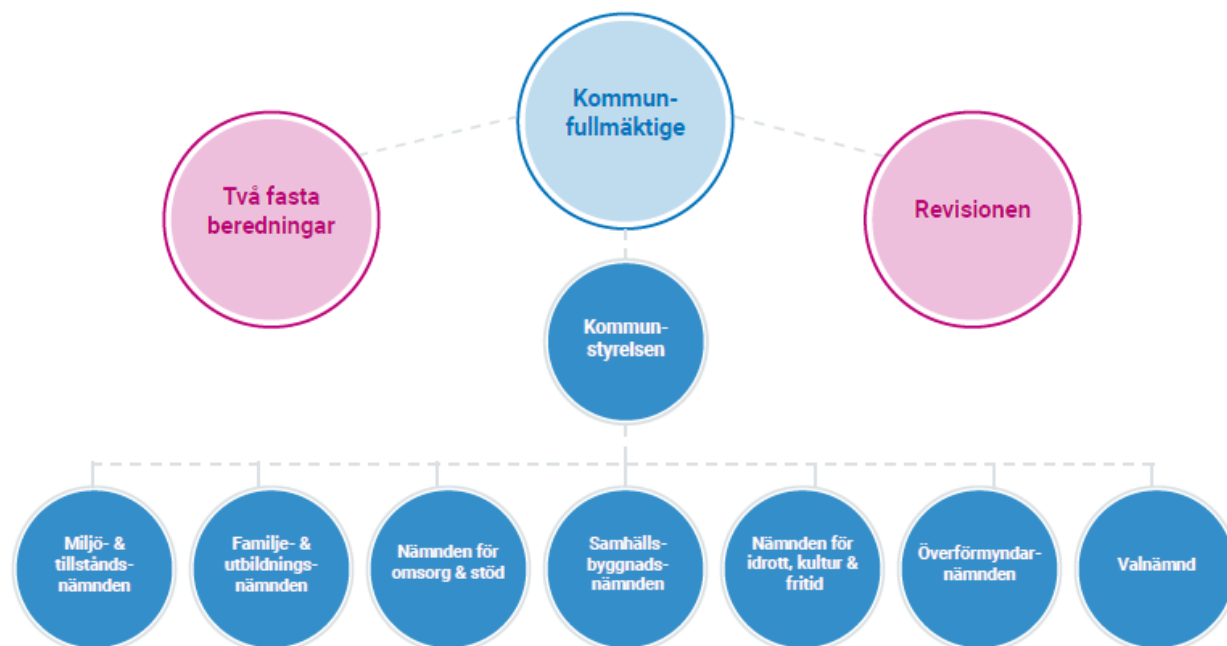 Kommun-
fullmäktige
Två fasta
beredningar
Revisionen
Kommun-
styrelsen
Miljö- &
tillstånds-
nämnden
Familje- &
utbildnings-
nämnden
Nämnden för
omsorg & stöd
Samhälls-
byggnads-
nämnden
Nämnden för
idrott, kultur &
fritid
Överförmyndar-
nämnden
Valnämnd